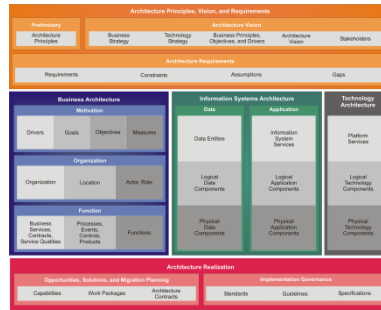 Architecture Principles, Vision, and Requirements
Preliminary
Architecture Vision
Architecture
Principles
Business
Strategy
Technology
Strategy
Business Principles,
Objectives, and Drivers
Architecture
Vision
Stakeholders
Architecture Requirements
Requirements
Constraints
Assumptions
Gaps
Business Architecture
Motivation
Drivers
Goals
Objectives
Measures
Organization
Organization
Location
Actor, Role
Function
Business
Services,
Contracts,
Service Qualities
Processes,
Events,
Controls,
Products
Functions
Information Systems Architecture
Data
Application
Data Entities
Information
System
Services
Logical
Data
Components
Logical
Application
Components
Physical
Data
Components
Physical
Application
Components
Technology
Architecture
Platform
Services
Logical
Technology
Components
Physical
Technology
Components
Architecture Realization
Opportunities, Solutions, and Migration Planning
Implementation Governance
Capabilities
Work Packages
Architecture
Contracts
Standards
Guidelines
Specifications